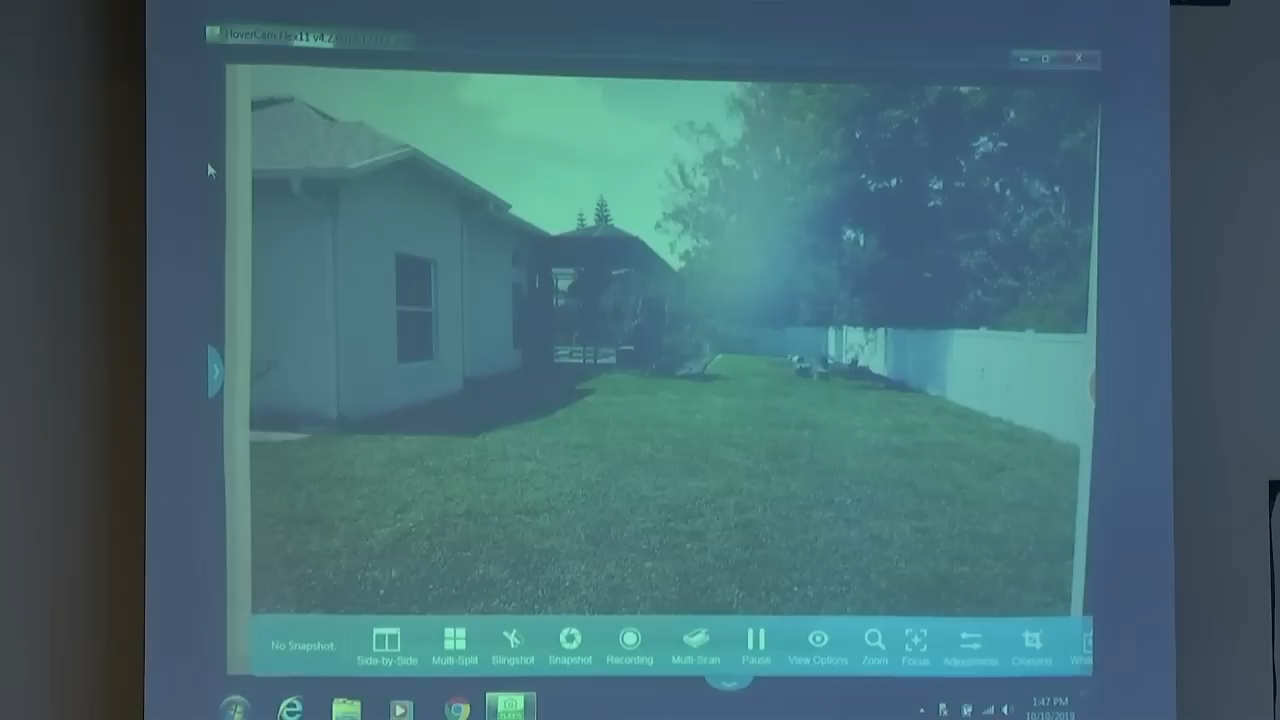 HoverCam Flex11 v4.2
No Snapshot.
Side-by-Side
Multi-Split
Slingshot
Snapshot
Recording
Multi-Scan
Pause
View Options
Zoom
Focus
Adjustments
Cropping
1:47 PM
10/10/2019